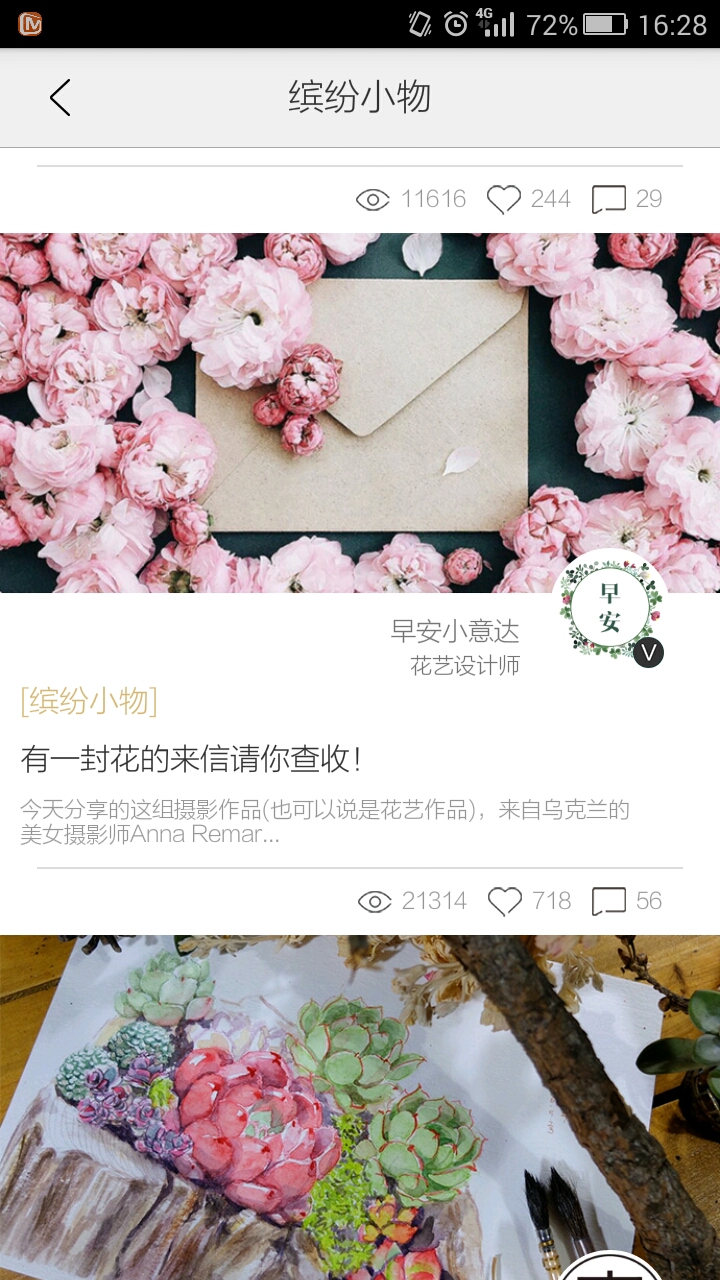 4G 72% 16:28
缤纷小物
11616 244 29
早安
早安小意达
V
花艺设计师
[缤纷小物]
有一封花的来信请你查收！
今天分享的这组摄影作品(也可以说是花艺作品)，来自乌克兰的
美女摄影师Anna Remar...
21314 718 56